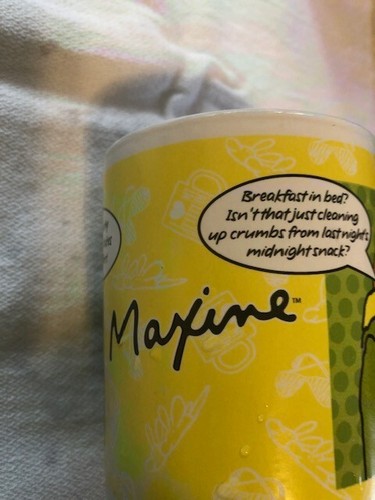 Breakfast in bed?
Isn't that just cleaning
up crumbs from last night's
midnight snack?
Maxine™